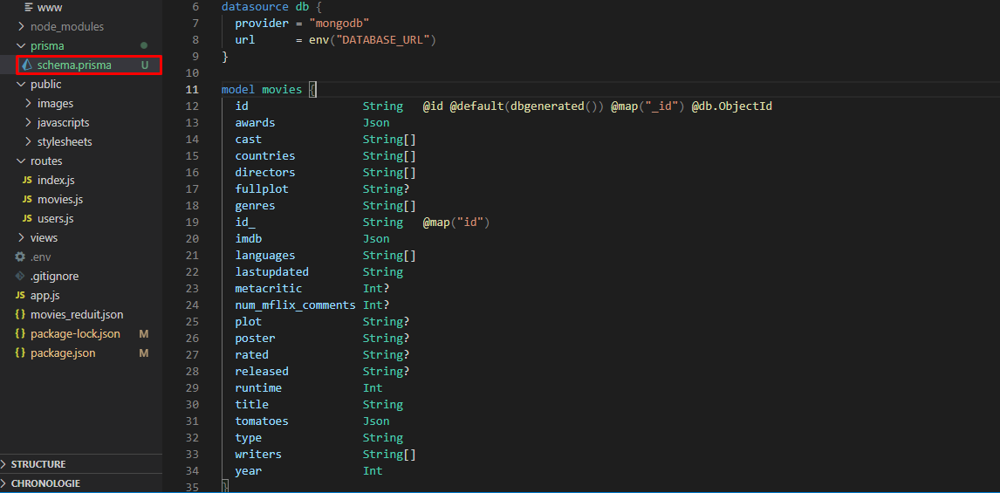 www
node_modules
prisma
schema.prisma U
public
images
javascripts
stylesheets
routes
JS index.js
JS movies.js
JS users.js
views
.env
.gitignore
JS app.js
{} movies_reduit.json
{} package-lock.json M
{} package.json M
STRUCTURE
CHRONOLOGIE
6 datasource db {
7   provider = "mongodb"
8   url      = env("DATABASE_URL")
9 }
10
11 model movies {
12   id                 String   @id @default(dbgenerated()) @map("_id") @db.ObjectId
13   awards             Json
14   cast               String[]
15   countries          String[]
16   directors          String[]
17   fullplot           String?
18   genres             String[]
19   id_                String   @map("id")
20   imdb               Json
21   languages          String[]
22   lastupdated        String
23   metacritic         Int?
24   num_mflix_comments Int?
25   plot               String?
26   poster             String?
27   rated              String?
28   released           String?
29   runtime            Int
30   title              String
31   tomatoes           Json
32   type               String
33   writers            String[]
34   year               Int
35 }